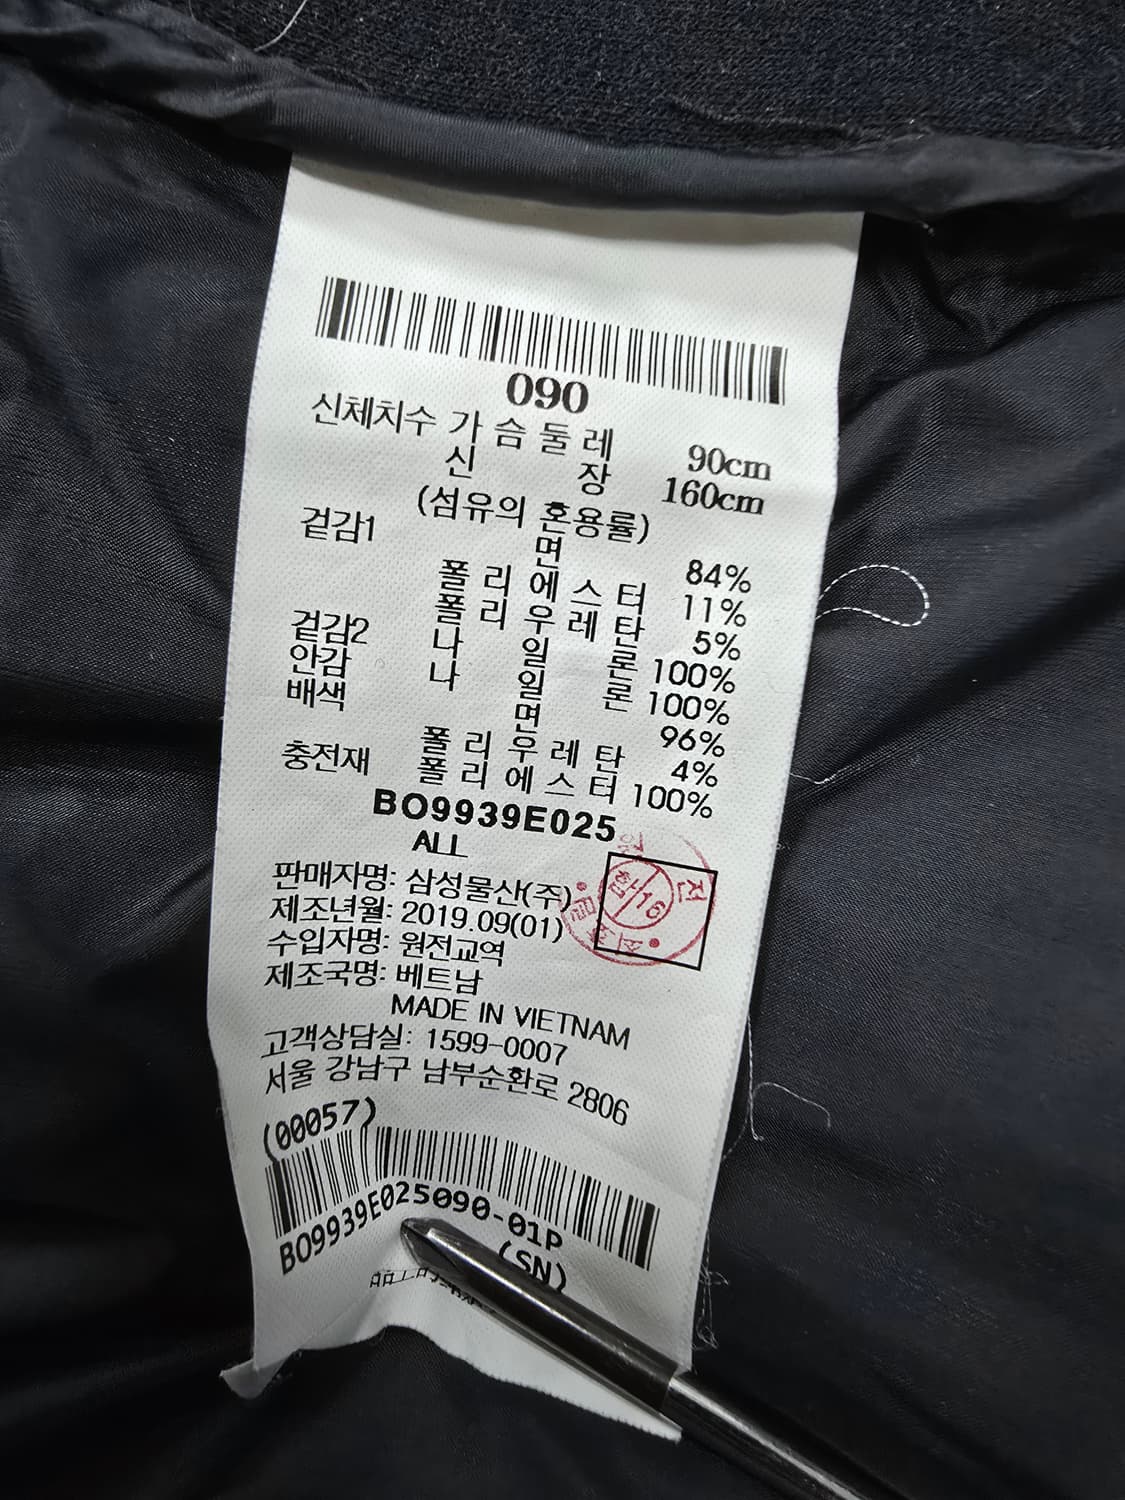 090
신체치수 가슴둘레 90cm
신장 160cm
(섬유의 혼용률)
겉감1 면 84%
폴리에스터 11%
폴리우레탄 5%
겉감2 나일론 100%
안감 나일론 100%
배색 면 96%
폴리우레탄 4%
충전재 폴리에스터 100%
BO9939E025
ALL
판매자명: 삼성물산(주)
제조년월: 2019.09(01)
수입자명: 원전교역
제조국명: 베트남
MADE IN VIETNAM
고객상담실: 1599-0007
서울 강남구 남부순환로 2806
합 16
전
(00057)
BO9939E025090-01P
(SN)